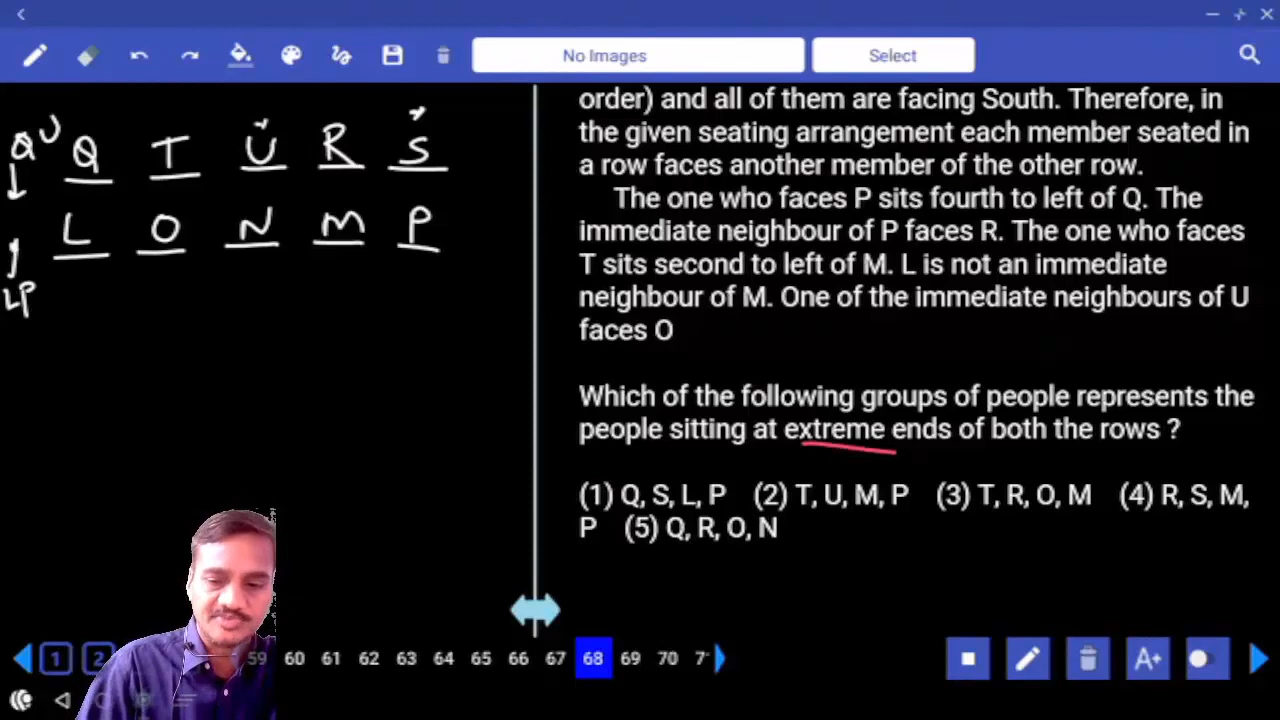 No Images
Select
order) and all of them are facing South. Therefore, in
the given seating arrangement each member seated in
a row faces another member of the other row.
The one who faces P sits fourth to left of Q. The
immediate neighbour of P faces R. The one who faces
T sits second to left of M. L is not an immediate
neighbour of M. One of the immediate neighbours of U
faces O
Which of the following groups of people represents the
people sitting at extreme ends of both the rows ?
(1) Q, S, L, P (2) T, U, M, P (3) T, R, O, M (4) R, S, M,
P (5) Q, R, O, N
Q U Q T U R S
L O N M P
LP
1 2 59 60 61 62 63 64 65 66 67 68 69 70
A+